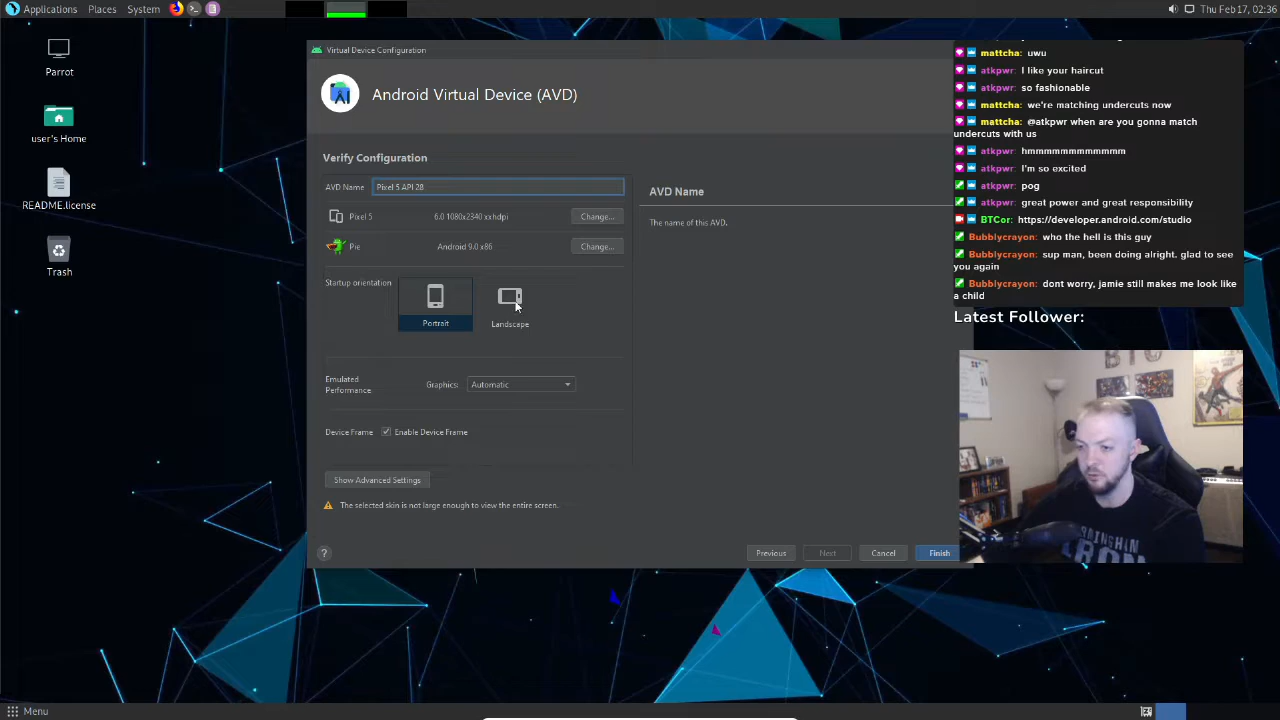 Applications Places System
Thu Feb 17, 02:36
Parrot
user's Home
README.license
Trash
Virtual Device Configuration
Android Virtual Device (AVD)
Verify Configuration
AVD Name
Pixel 5 API 28
Pixel 5
6.0 1080x2340 xxhdpi
Change...
Pie
Android 9.0 x86
Change...
Startup orientation
Portrait
Landscape
Emulated
Performance
Graphics:
Automatic
Device Frame
Enable Device Frame
Show Advanced Settings
The selected skin is not large enough to view the entire screen.
?
Previous
Next
Cancel
Finish
AVD Name
The name of this AVD.
mattcha: uwu
atkpwr: I like your haircut
atkpwr: so fashionable
mattcha: we're matching undercuts now
mattcha: @atkpwr when are you gonna match
undercuts with us
atkpwr: hmmmmmmmmmmm
atkpwr: I'm so excited
atkpwr: pog
atkpwr: great power and great responsibility
BTCor: https://developer.android.com/studio
Bubblycrayon: who the hell is this guy
Bubblycrayon: sup man, been doing alright. glad to see
you again
Bubblycrayon: dont worry, jamie still makes me look like
a child
Latest Follower:
IRON
Menu